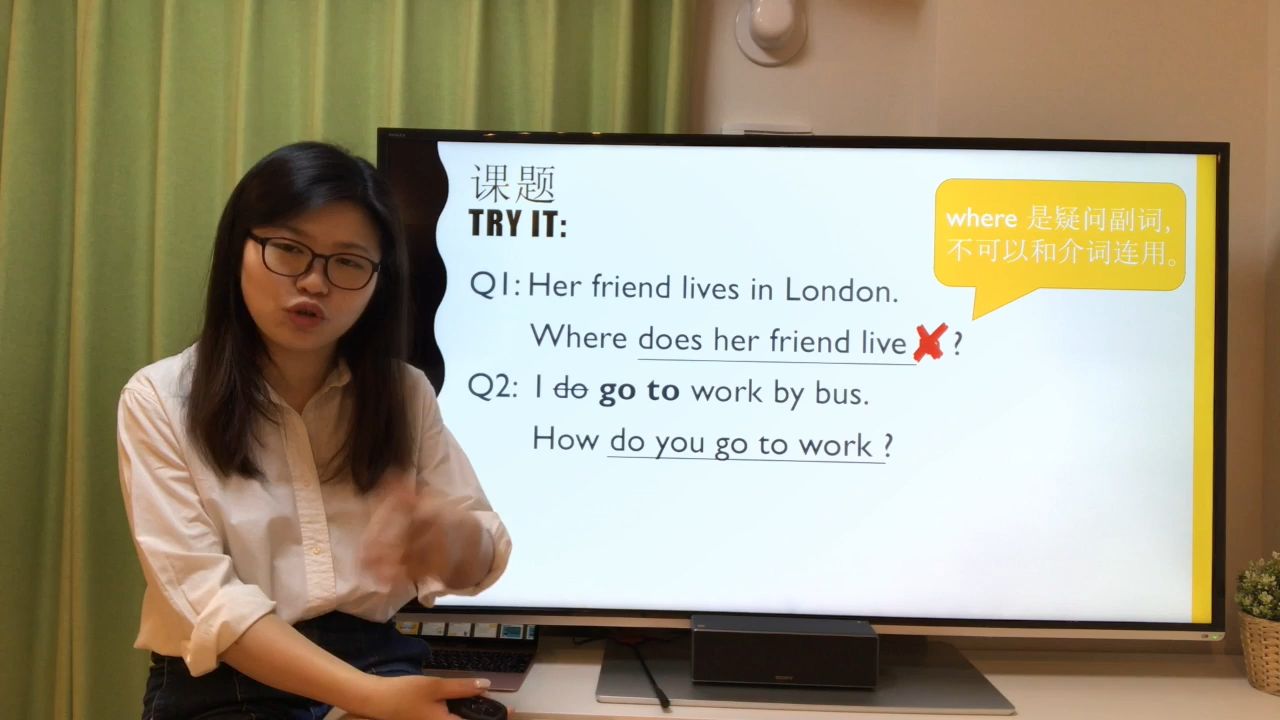 课题
TRY IT:
where 是疑问副词,
不可以和介词连用。
Q1: Her friend lives in London.
Where does her friend live ?
Q2: I do go to work by bus.
How do you go to work ?
SONY